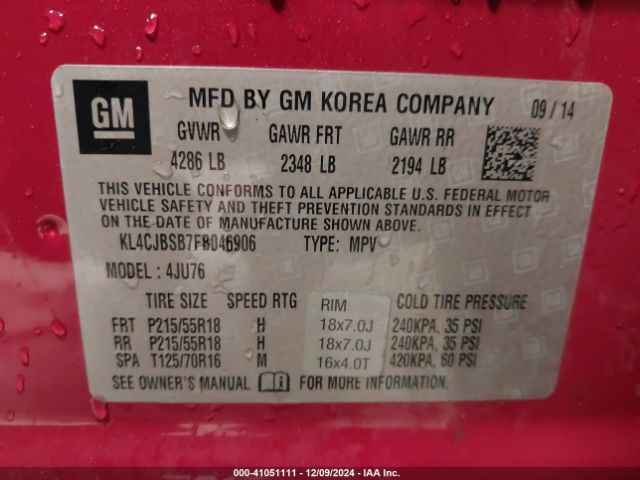 GM
MFD BY GM KOREA COMPANY 09/14
GVWR GAWR FRT GAWR RR
4286 LB 2348 LB 2194 LB
THIS VEHICLE CONFORMS TO ALL APPLICABLE U.S. FEDERAL MOTOR
VEHICLE SAFETY AND THEFT PREVENTION STANDARDS IN EFFECT
ON THE DATE OF MANUFACTURE SHOWN ABOVE.
KL4CJBSB7FB046906 TYPE: MPV
MODEL: 4JU76
TIRE SIZE SPEED RTG RIM COLD TIRE PRESSURE
FRT P215/55R18 H 18x7.0J 240KPA, 35 PSI
RR P215/55R18 H 18x7.0J 240KPA, 35 PSI
SPA T125/70R16 M 16x4.0T 420KPA, 60 PSI
SEE OWNER'S MANUAL i FOR MORE INFORMATION.
000-41051111 - 12/09/2024 - IAA Inc.